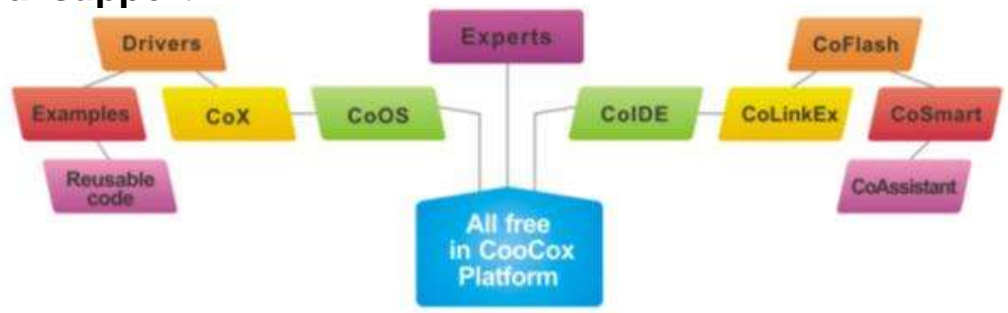 Drivers
Experts
CoFlash
Examples
CoX
CoOS
CoIDE
CoLinkEx
CoSmart
Reusable
code
CoAssistant
All free
in CooCox
Platform